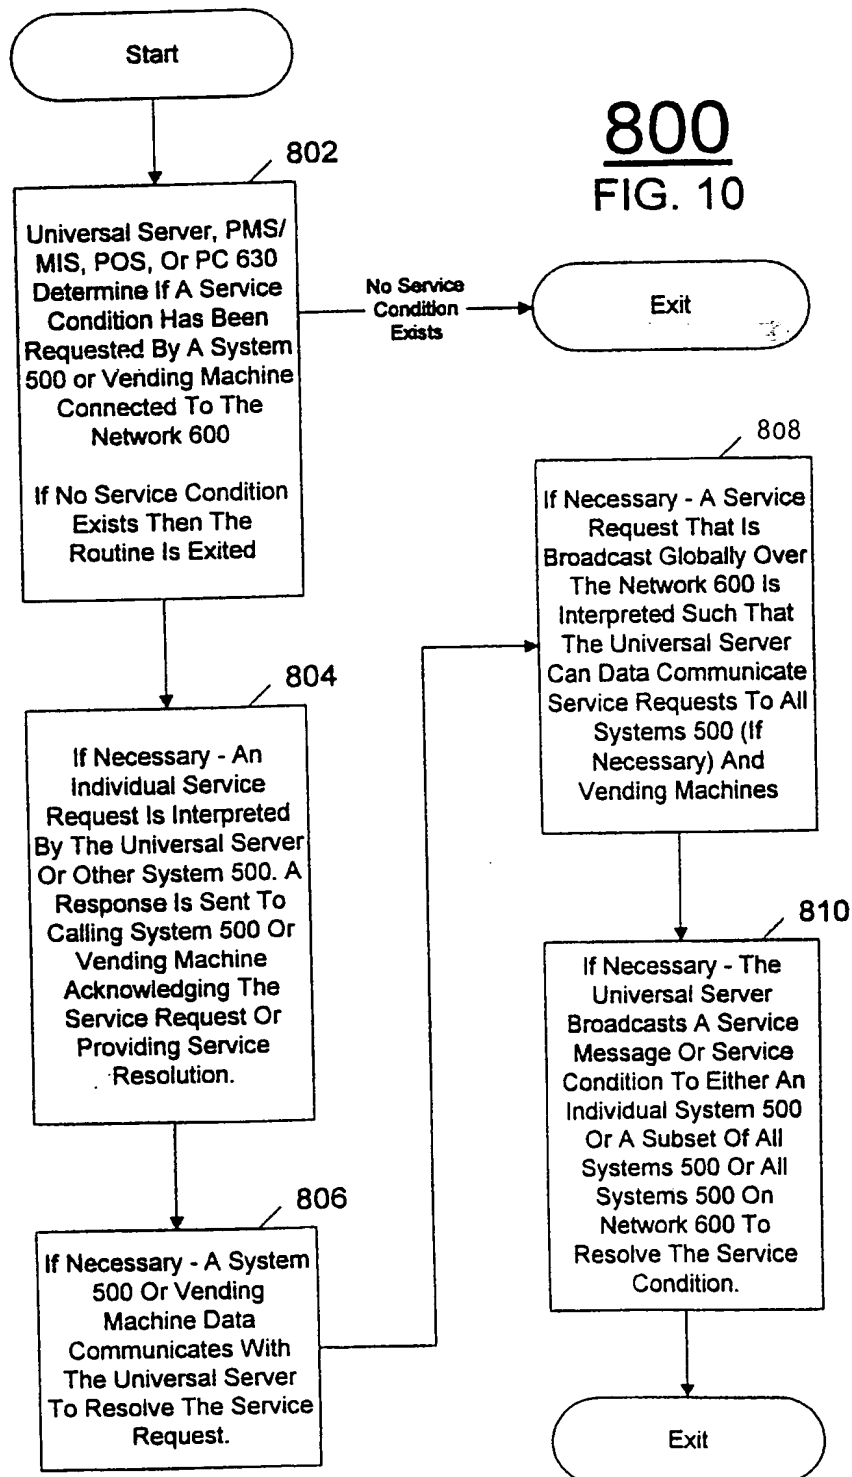 Start
800
FIG. 10
802
Universal Server, PMS/
MIS, POS, Or PC 630
Determine If A Service
Condition Has Been
Requested By A System
500 or Vending Machine
Connected To The
Network 600
If No Service Condition
Exists Then The
Routine Is Exited
No Service
Condition
Exists
Exit
804
If Necessary - An
Individual Service
Request Is Interpreted
By The Universal Server
Or Other System 500. A
Response Is Sent To
Calling System 500 Or
Vending Machine
Acknowledging The
Service Request Or
Providing Service
Resolution.
806
If Necessary - A System
500 Or Vending
Machine Data
Communicates With
The Universal Server
To Resolve The Service
Request.
808
If Necessary - A Service
Request That Is
Broadcast Globally Over
The Network 600 Is
Interpreted Such That
The Universal Server
Can Data Communicate
Service Requests To All
Systems 500 (If
Necessary) And
Vending Machines
810
If Necessary - The
Universal Server
Broadcasts A Service
Message Or Service
Condition To Either An
Individual System 500
Or A Subset Of All
Systems 500 Or All
Systems 500 On
Network 600 To
Resolve The Service
Condition.
Exit